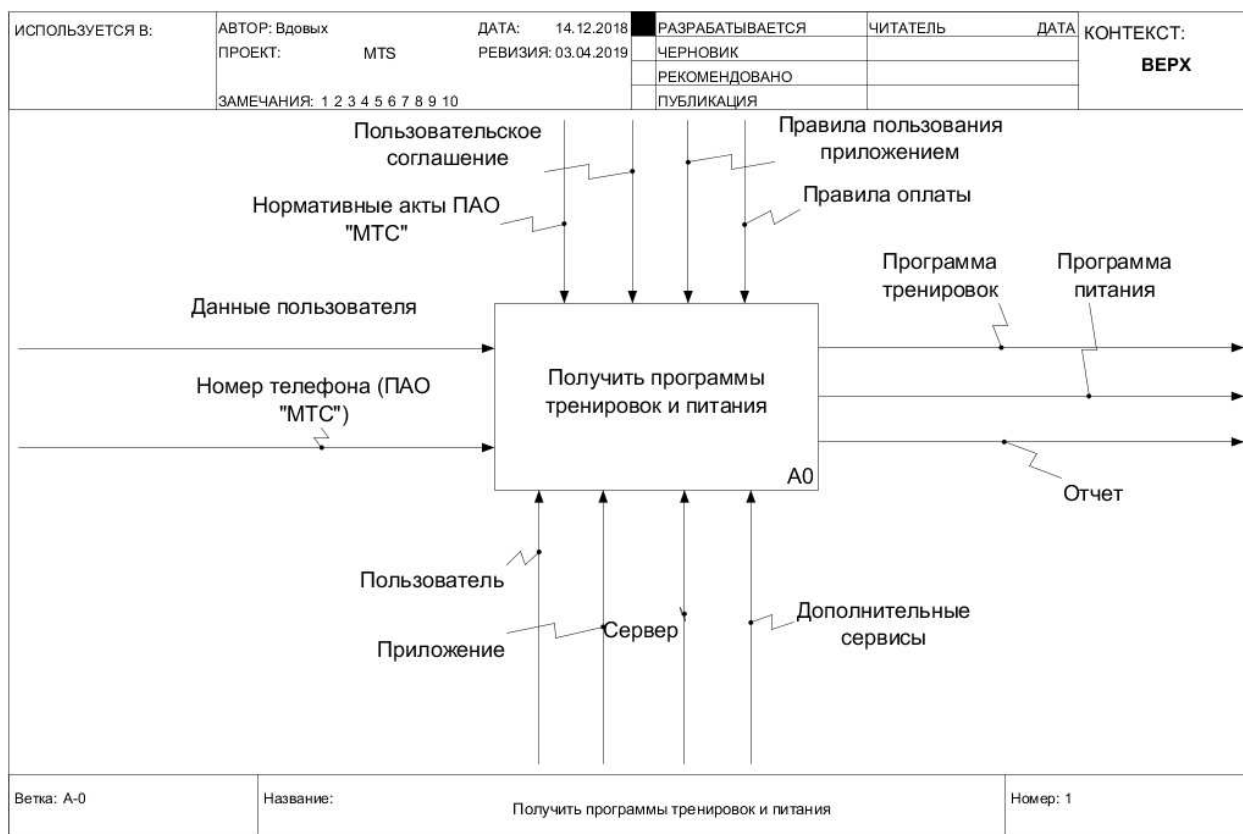 ИСПОЛЬЗУЕТСЯ В:
АВТОР: Вдовых
ДАТА: 14.12.2018
РАЗРАБАТЫВАЕТСЯ
ЧИТАТЕЛЬ
ДАТА
КОНТЕКСТ:
ПРОЕКТ: MTS
РЕВИЗИЯ: 03.04.2019
ЧЕРНОВИК
ВЕРХ
РЕКОМЕНДОВАНО
ЗАМЕЧАНИЯ: 1 2 3 4 5 6 7 8 9 10
ПУБЛИКАЦИЯ
Пользовательское
соглашение
Правила пользования
приложением
Нормативные акты ПАО
"МТС"
Правила оплаты
Программа
тренировок
Программа
питания
Данные пользователя
Номер телефона (ПАО
"МТС")
Получить программы
тренировок и питания
A0
Отчет
Пользователь
Приложение
Сервер
Дополнительные
сервисы
Ветка: A-0
Название:
Получить программы тренировок и питания
Номер: 1